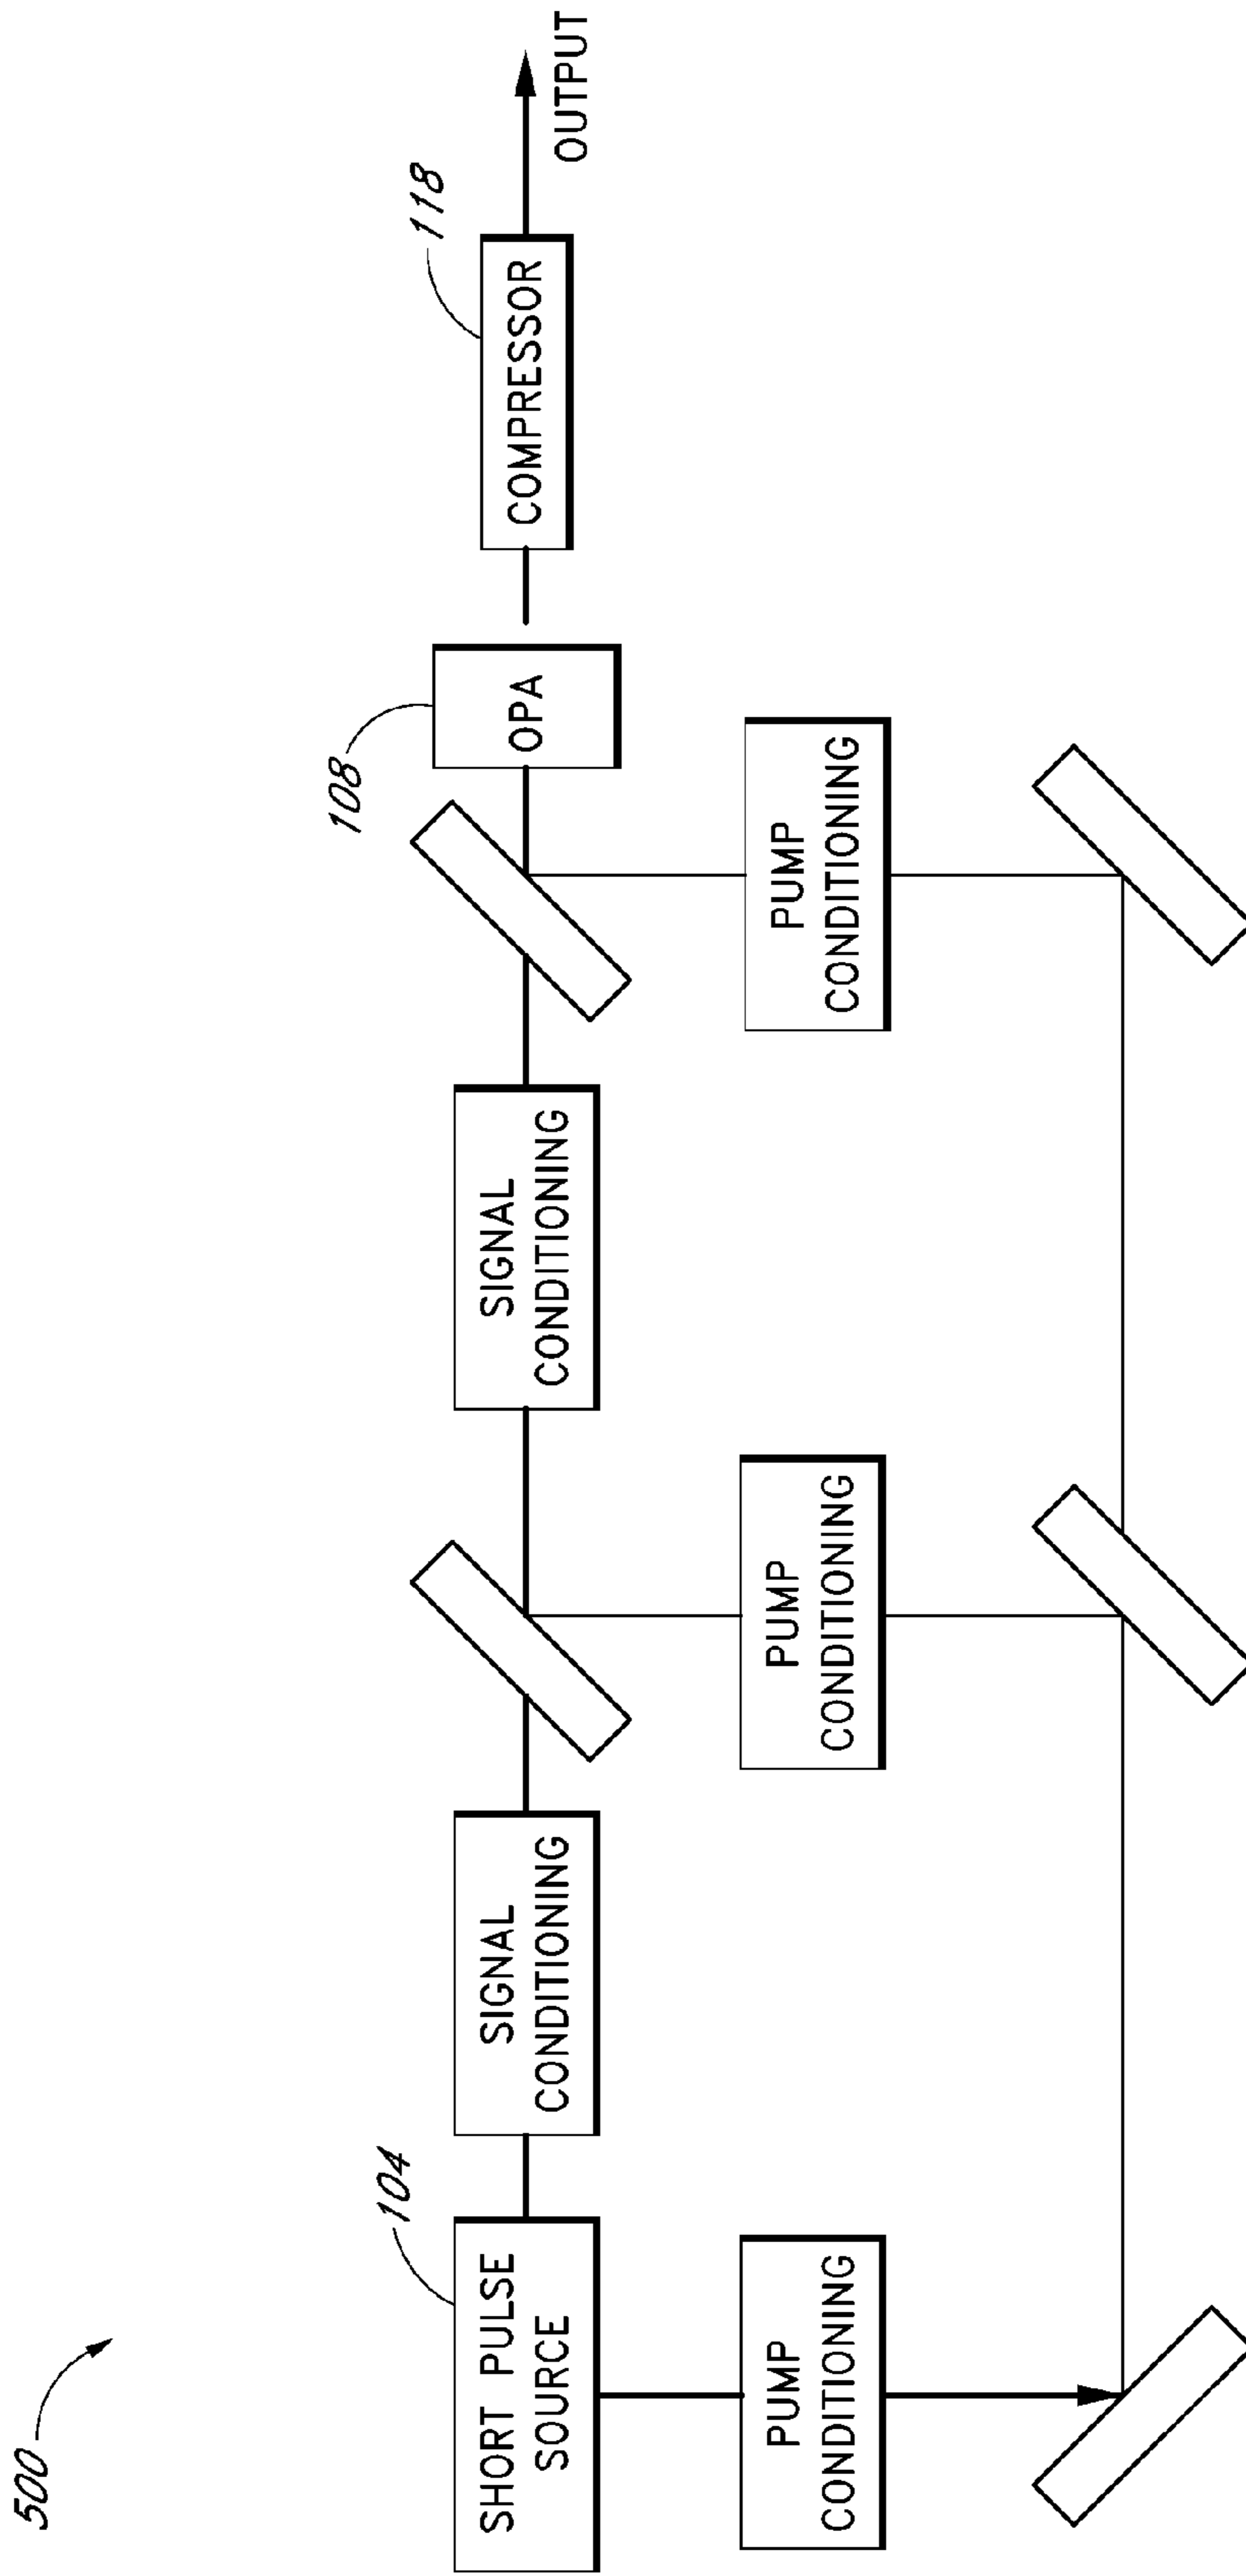 500
104
SHORT PULSE
SOURCE
SIGNAL
CONDITIONING
SIGNAL
CONDITIONING
108
OPA
118
COMPRESSOR
OUTPUT
PUMP
CONDITIONING
PUMP
CONDITIONING
PUMP
CONDITIONING